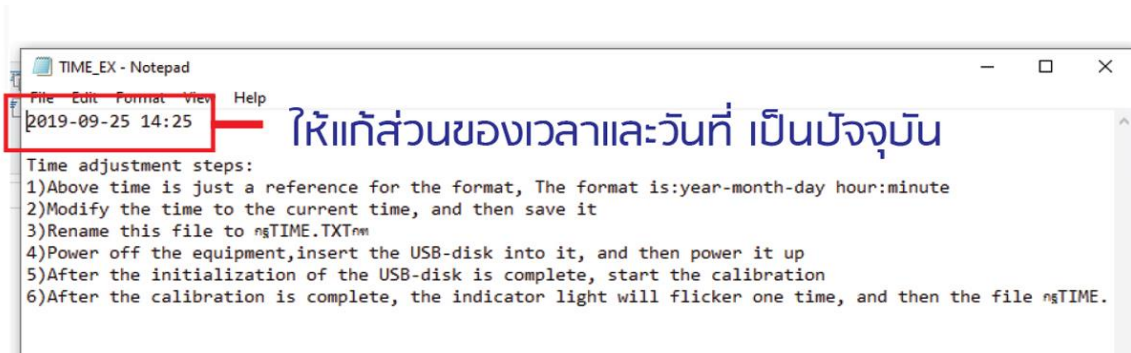 TIME_EX - Notepad
File Edit Format View Help
2019-09-25 14:25
ให้แก้ส่วนของเวลาและวันที่ เป็นปัจจุบัน
Time adjustment steps:
1)Above time is just a reference for the format, The format is:year-month-day hour:minute
2)Modify the time to the current time, and then save it
3)Rename this file to TIME.TXT
4)Power off the equipment,insert the USB-disk into it, and then power it up
5)After the initialization of the USB-disk is complete, start the calibration
6)After the calibration is complete, the indicator light will flicker one time, and then the file TIME.